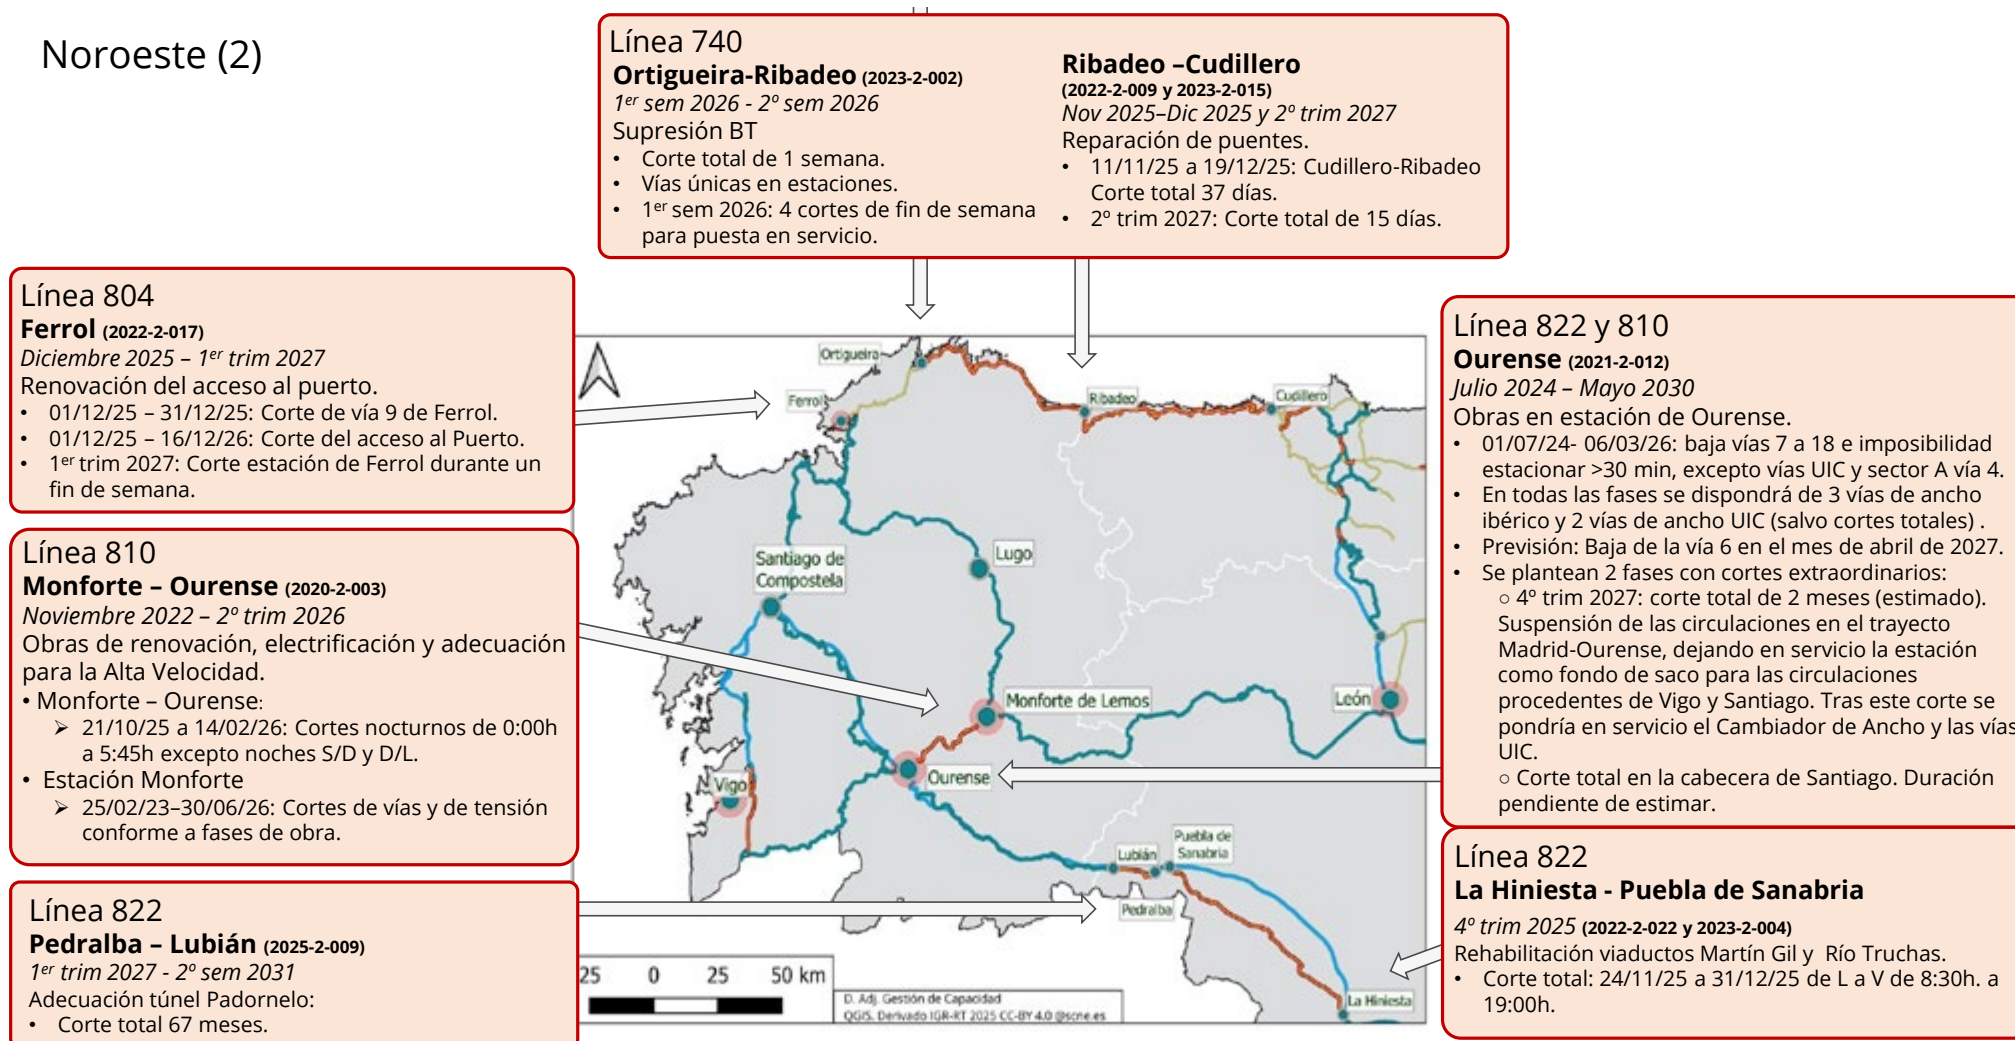 Noroeste (2)
Línea 740
Ortigueira-Ribadeo (2023-2-002)
1er sem 2026 - 2º sem 2026
Supresión BT
• Corte total de 1 semana.
• Vías únicas en estaciones.
• 1er sem 2026: 4 cortes de fin de semana
para puesta en servicio.
Ribadeo –Cudillero
(2022-2-009 y 2023-2-015)
Nov 2025–Dic 2025 y 2º trim 2027
Reparación de puentes.
• 11/11/25 a 19/12/25: Cudillero-Ribadeo
Corte total 37 días.
• 2º trim 2027: Corte total de 15 días.
Línea 804
Ferrol (2022-2-017)
Diciembre 2025 – 1er trim 2027
Renovación del acceso al puerto.
• 01/12/25 – 31/12/25: Corte de vía 9 de Ferrol.
• 01/12/25 – 16/12/26: Corte del acceso al Puerto.
• 1er trim 2027: Corte estación de Ferrol durante un
fin de semana.
Línea 810
Monforte – Ourense (2020-2-003)
Noviembre 2022 – 2º trim 2026
Obras de renovación, electrificación y adecuación
para la Alta Velocidad.
• Monforte – Ourense:
➢ 21/10/25 a 14/02/26: Cortes nocturnos de 0:00h
a 5:45h excepto noches S/D y D/L.
• Estación Monforte
➢ 25/02/23–30/06/26: Cortes de vías y de tensión
conforme a fases de obra.
Línea 822
Pedralba – Lubián (2025-2-009)
1er trim 2027 - 2º sem 2031
Adecuación túnel Padornelo:
• Corte total 67 meses.
Ortigueira
Ferrol
Ribadeo
Cudillero
Santiago de
Compostela
Lugo
Monforte de Lemos
León
Vigo
Ourense
Puebla de
Sanabria
Lubián
Pedralba
La Hiniesta
25 0 25 50 km
D. Adj. Gestión de Capacidad
QGIS. Derivado IGR-RT 2025 CC-BY 4.0 @scne.es
Línea 822 y 810
Ourense (2021-2-012)
Julio 2024 – Mayo 2030
Obras en estación de Ourense.
• 01/07/24- 06/03/26: baja vías 7 a 18 e imposibilidad
estacionar >30 min, excepto vías UIC y sector A vía 4.
• En todas las fases se dispondrá de 3 vías de ancho
ibérico y 2 vías de ancho UIC (salvo cortes totales) .
• Previsión: Baja de la vía 6 en el mes de abril de 2027.
• Se plantean 2 fases con cortes extraordinarios:
○ 4º trim 2027: corte total de 2 meses (estimado).
Suspensión de las circulaciones en el trayecto
Madrid-Ourense, dejando en servicio la estación
como fondo de saco para las circulaciones
procedentes de Vigo y Santiago. Tras este corte se
pondría en servicio el Cambiador de Ancho y las vías
UIC.
○ Corte total en la cabecera de Santiago. Duración
pendiente de estimar.
Línea 822
La Hiniesta - Puebla de Sanabria
4º trim 2025 (2022-2-022 y 2023-2-004)
Rehabilitación viaductos Martín Gil y Río Truchas.
• Corte total: 24/11/25 a 31/12/25 de L a V de 8:30h. a
19:00h.